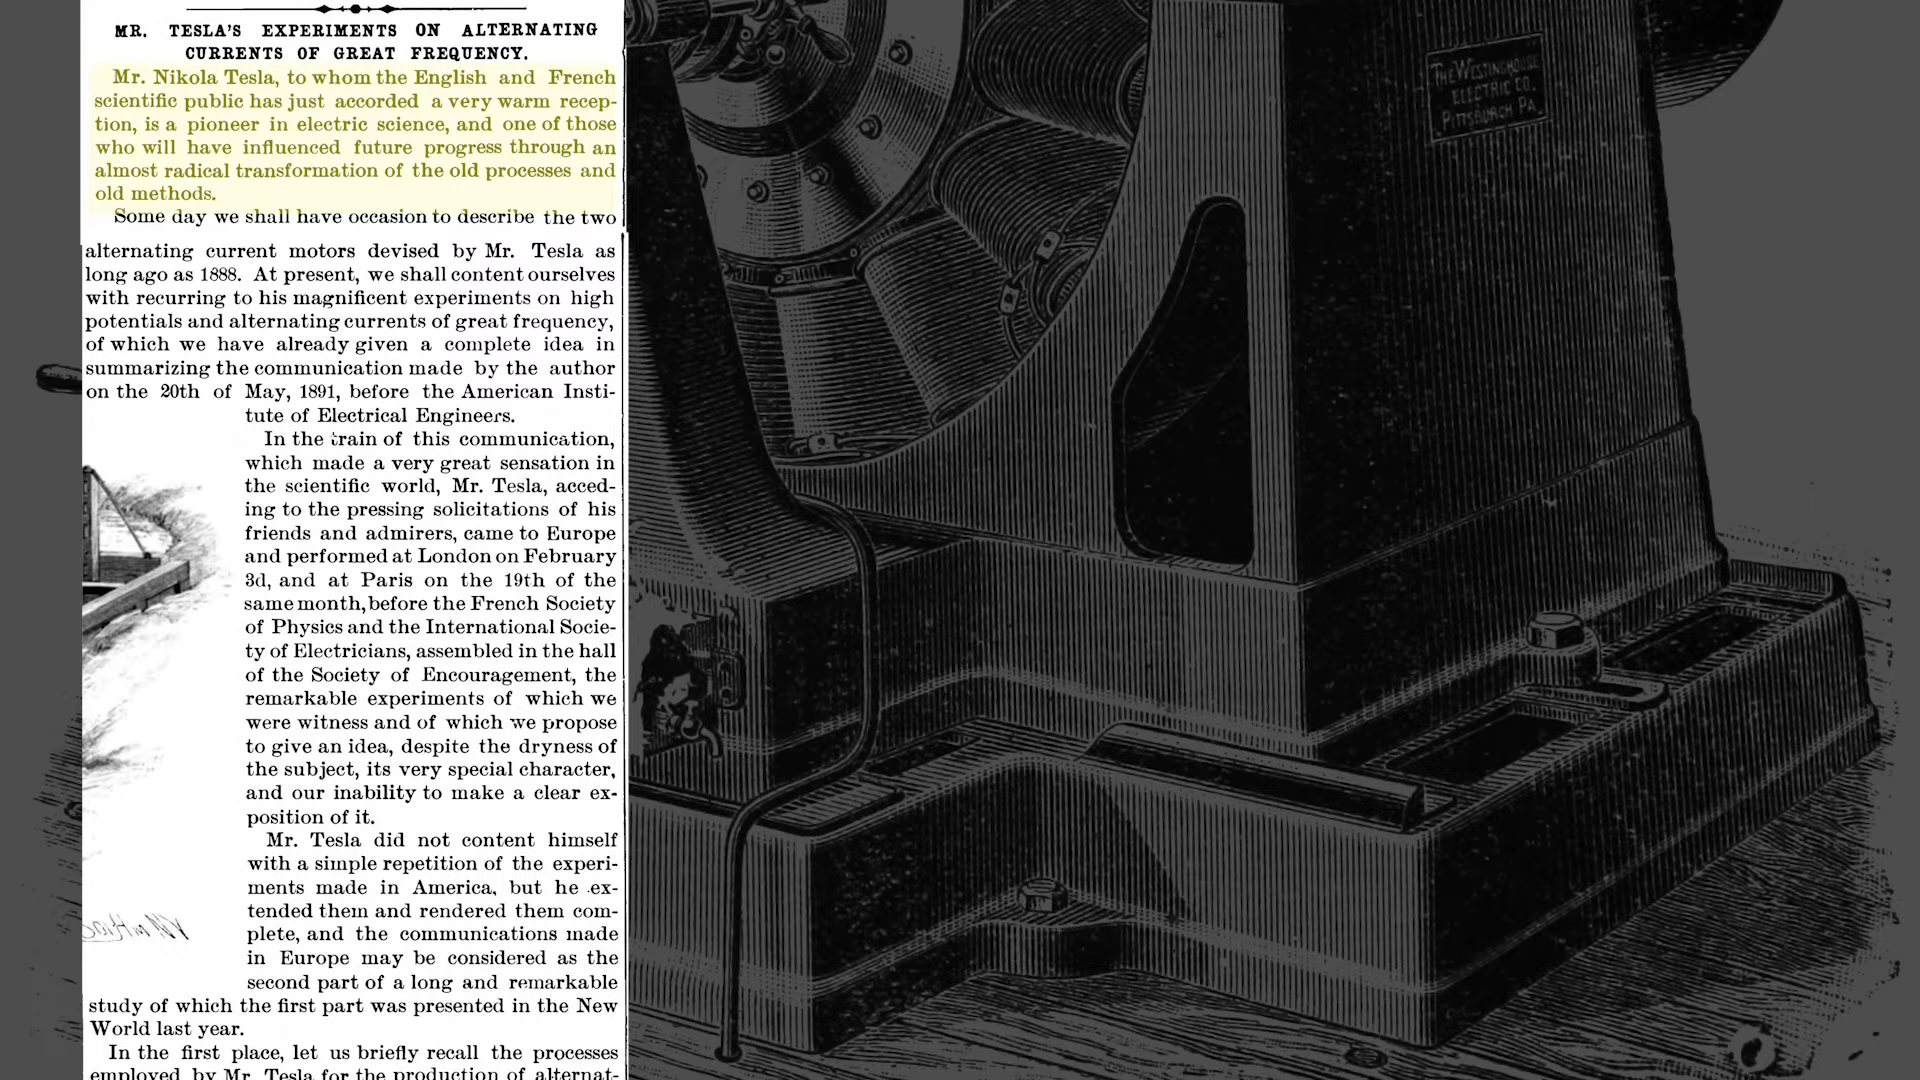 MR. TESLA'S EXPERIMENTS ON ALTERNATING
CURRENTS OF GREAT FREQUENCY.
Mr. Nikola Tesla, to whom the English and French
scientific public has just accorded a very warm recep-
tion, is a pioneer in electric science, and one of those
who will have influenced future progress through an
almost radical transformation of the old processes and
old methods.
Some day we shall have occasion to describe the two
alternating current motors devised by Mr. Tesla as
long ago as 1888. At present, we shall content ourselves
with recurring to his magnificent experiments on high
potentials and alternating currents of great frequency,
of which we have already given a complete idea in
summarizing the communication made by the author
on the 20th of May, 1891, before the American Insti-
tute of Electrical Engineers.
In the train of this communication,
which made a very great sensation in
the scientific world, Mr. Tesla, acced-
ing to the pressing solicitations of his
friends and admirers, came to Europe
and performed at London on February
3d, and at Paris on the 19th of the
same month, before the French Society
of Physics and the International Socie-
ty of Electricians, assembled in the hall
of the Society of Encouragement, the
remarkable experiments of which we
were witness and of which we propose
to give an idea, despite the dryness of
the subject, its very special character,
and our inability to make a clear ex-
position of it.
Mr. Tesla did not content himself
with a simple repetition of the experi-
ments made in America, but he ex-
tended them and rendered them com-
plete, and the communications made
in Europe may be considered as the
second part of a long and remarkable
study of which the first part was presented in the New
World last year.
In the first place, let us briefly recall the processes
employed by Mr. Tesla for the production of alternat-
THE WESTINGHOUSE
ELECTRIC CO.
PITTSBURGH PA.